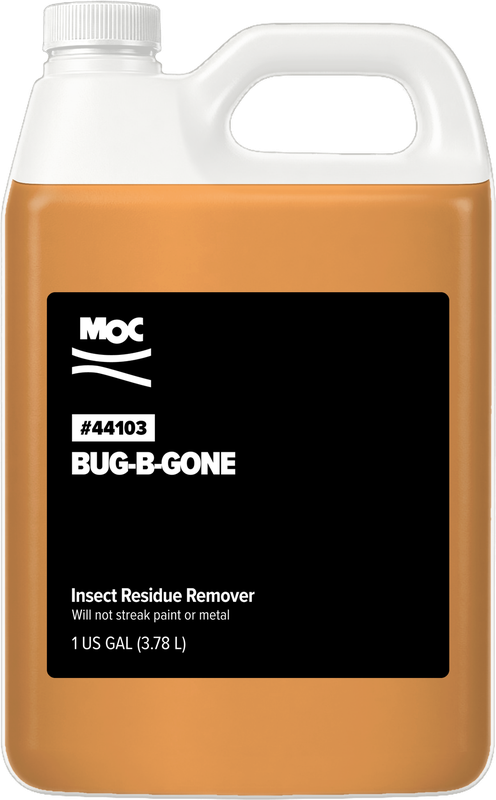 MOC
#44103
BUG-B-GONE
Insect Residue Remover
Will not streak paint or metal
1 US GAL (3.78 L)